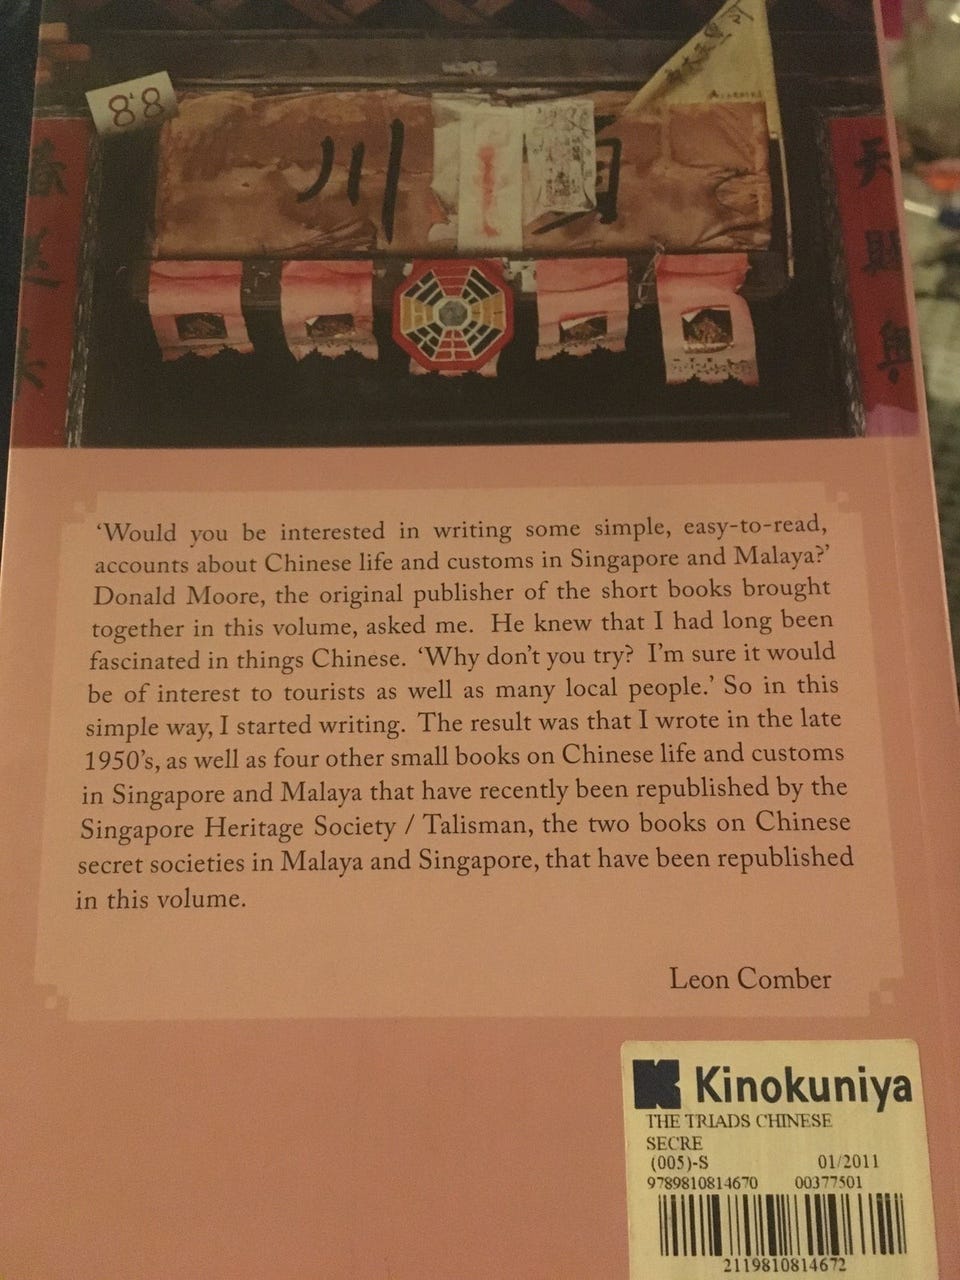 88
川
春
天
賜
與
'Would you be interested in writing some simple, easy-to-read,
accounts about Chinese life and customs in Singapore and Malaya?'
Donald Moore, the original publisher of the short books brought
together in this volume, asked me. He knew that I had long been
fascinated in things Chinese. 'Why don't you try? I'm sure it would
be of interest to tourists as well as many local people.' So in this
simple way, I started writing. The result was that I wrote in the late
1950's, as well as four other small books on Chinese life and customs
in Singapore and Malaya that have recently been republished by the
Singapore Heritage Society / Talisman, the two books on Chinese
secret societies in Malaya and Singapore, that have been republished
in this volume.
Leon Comber
Kinokuniya
THE TRIADS CHINESE
SECRE
(005)-S 01/2011
9789810814670 00377501
2119810814672